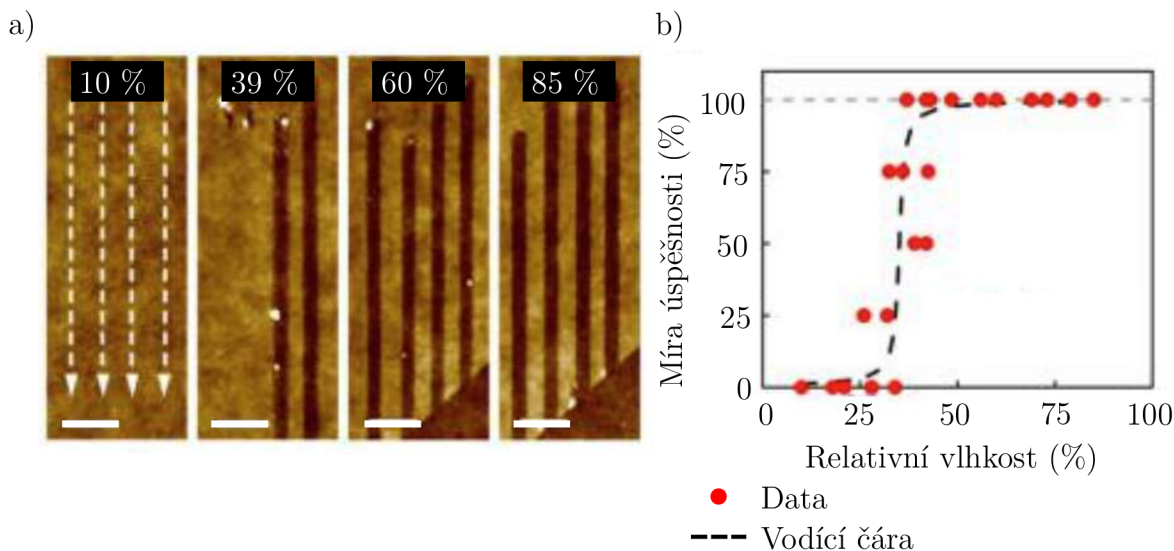 a)
10 %
39 %
60 %
85 %
b)
Míra úspěšnosti (%)
100
75
50
25
0
0
25
50
75
100
Relativní vlhkost (%)
Data
Vodící čára